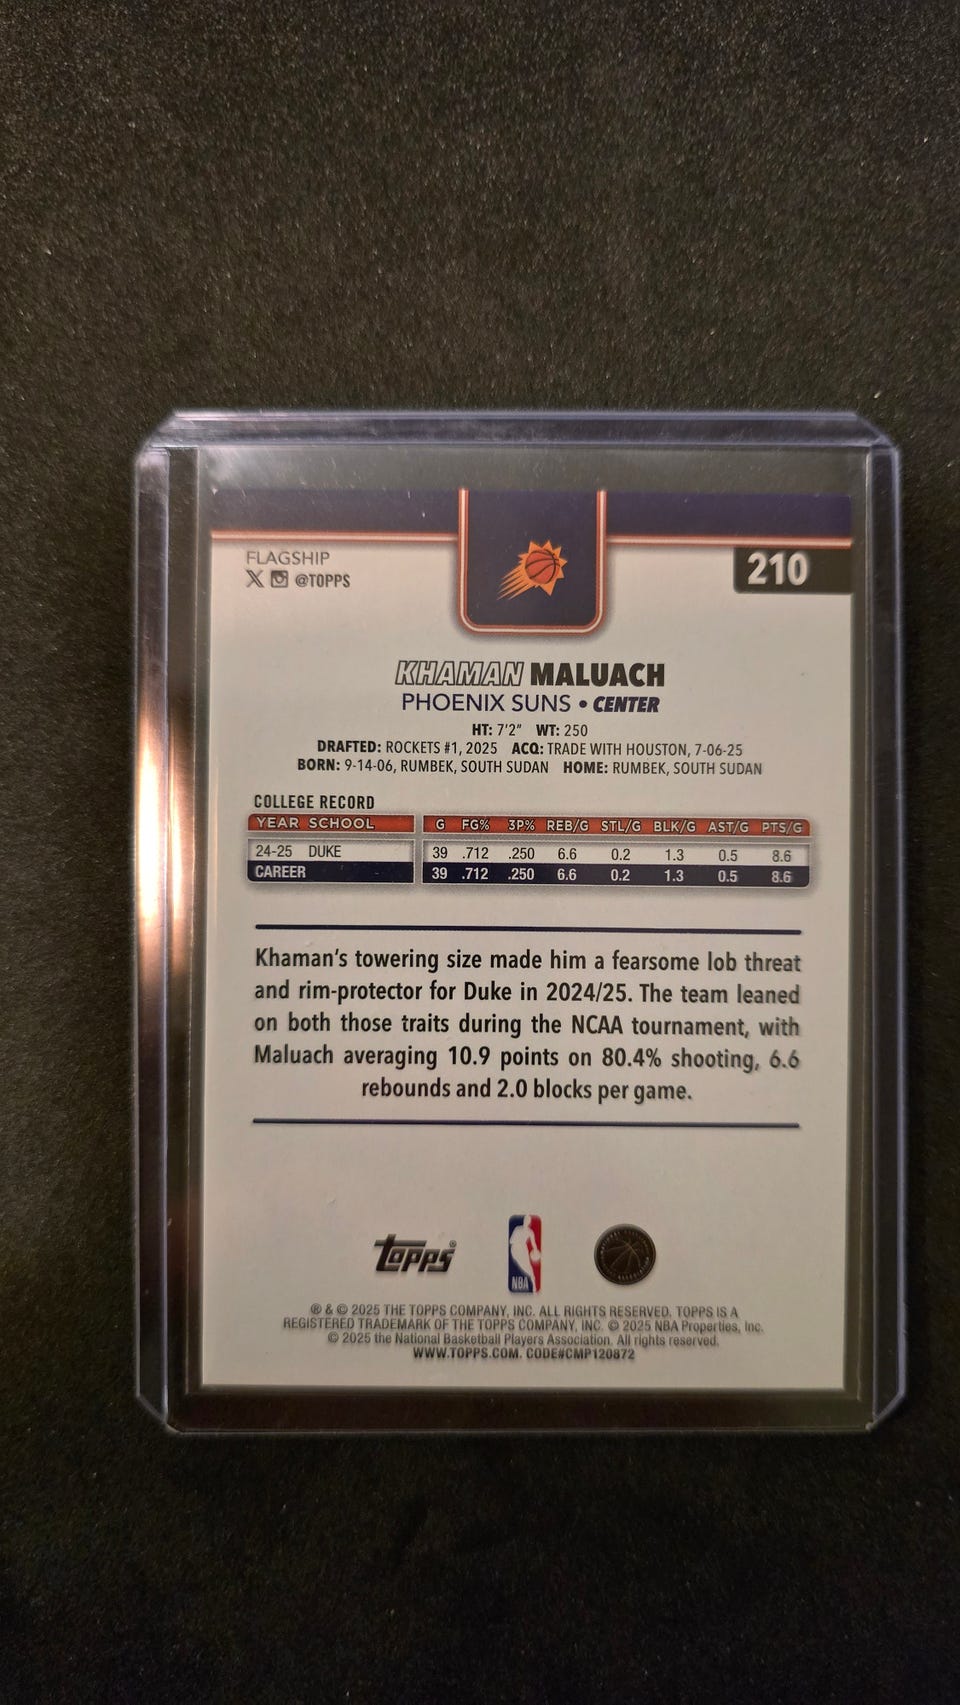 FLAGSHIP
@TOPPS
210
KHAMAN MALUACH
PHOENIX SUNS • CENTER
HT: 7'2" WT: 250
DRAFTED: ROCKETS #1, 2025 ACQ: TRADE WITH HOUSTON, 7-06-25
BORN: 9-14-06, RUMBEK, SOUTH SUDAN HOME: RUMBEK, SOUTH SUDAN
COLLEGE RECORD
YEAR SCHOOL G FG% 3P% REB/G STL/G BLK/G AST/G PTS/G
24-25 DUKE 39 .712 .250 6.6 0.2 1.3 0.5 8.6
CAREER 39 .712 .250 6.6 0.2 1.3 0.5 8.6
Khaman's towering size made him a fearsome lob threat
and rim-protector for Duke in 2024/25. The team leaned
on both those traits during the NCAA tournament, with
Maluach averaging 10.9 points on 80.4% shooting, 6.6
rebounds and 2.0 blocks per game.
topps®
NBA
® & © 2025 THE TOPPS COMPANY, INC. ALL RIGHTS RESERVED. TOPPS IS A
REGISTERED TRADEMARK OF THE TOPPS COMPANY, INC. © 2025 NBA Properties, Inc.
© 2025 the National Basketball Players Association. All rights reserved.
WWW.TOPPS.COM. CODE#CMP120872